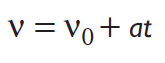 v = v₀ + at